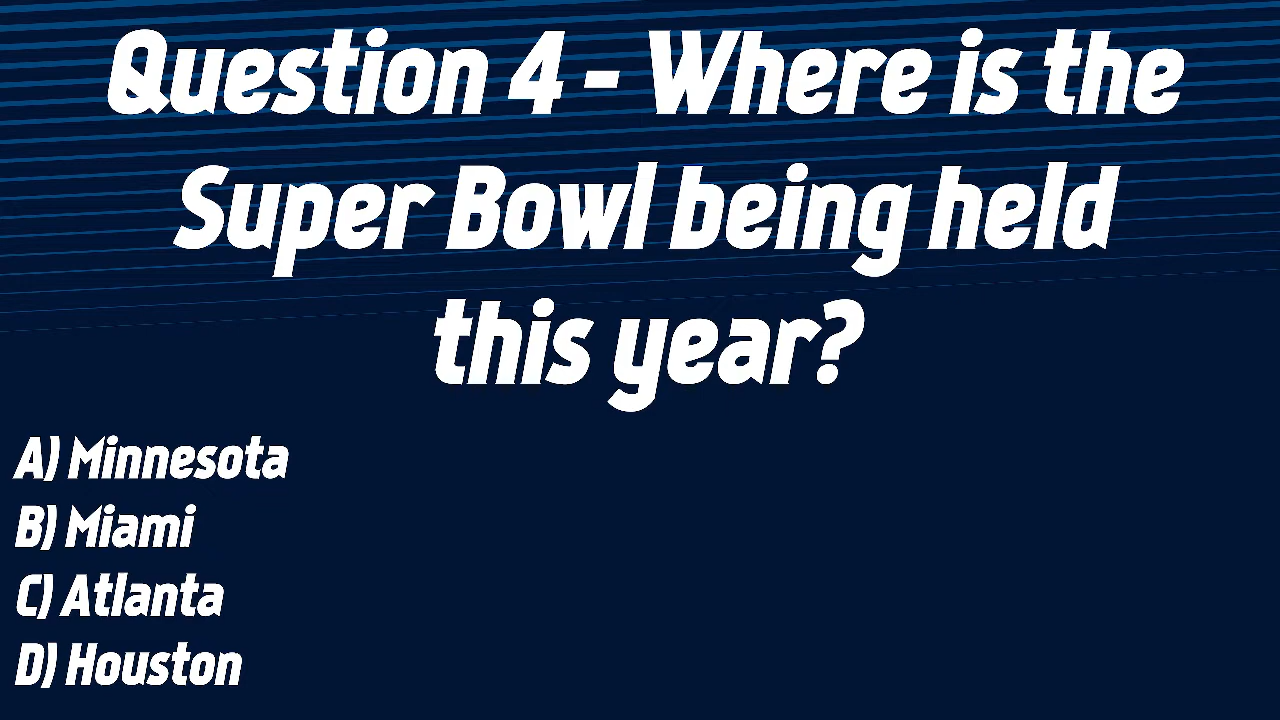 Question 4 - Where is the
Super Bowl being held
this year?
A) Minnesota
B) Miami
C) Atlanta
D) Houston